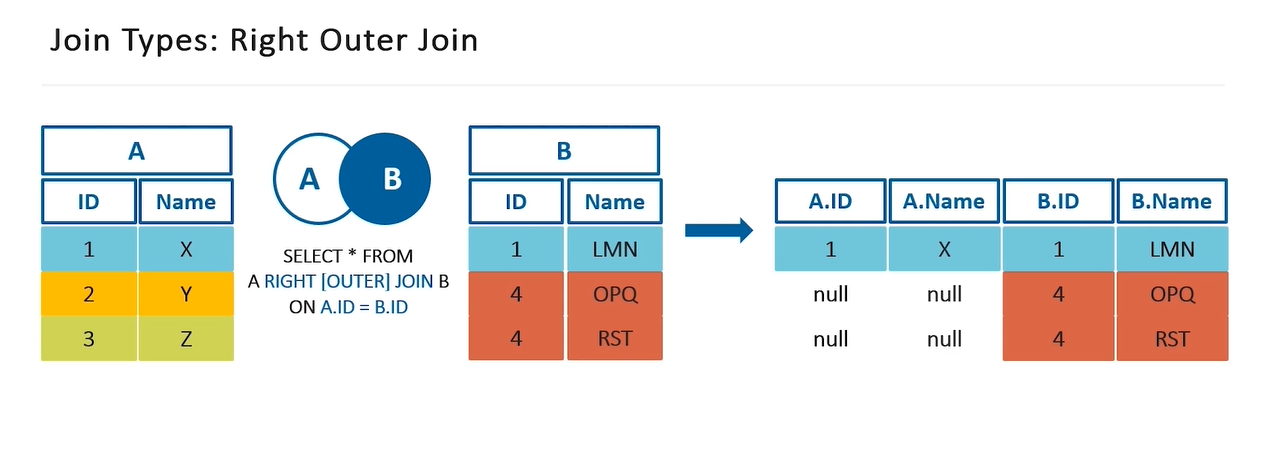 Join Types: Right Outer Join
A
ID Name
1 X
2 Y
3 Z
A B
SELECT * FROM
A RIGHT [OUTER] JOIN B
ON A.ID = B.ID
B
ID Name
1 LMN
4 OPQ
4 RST
A.ID A.Name B.ID B.Name
1 X 1 LMN
null null 4 OPQ
null null 4 RST